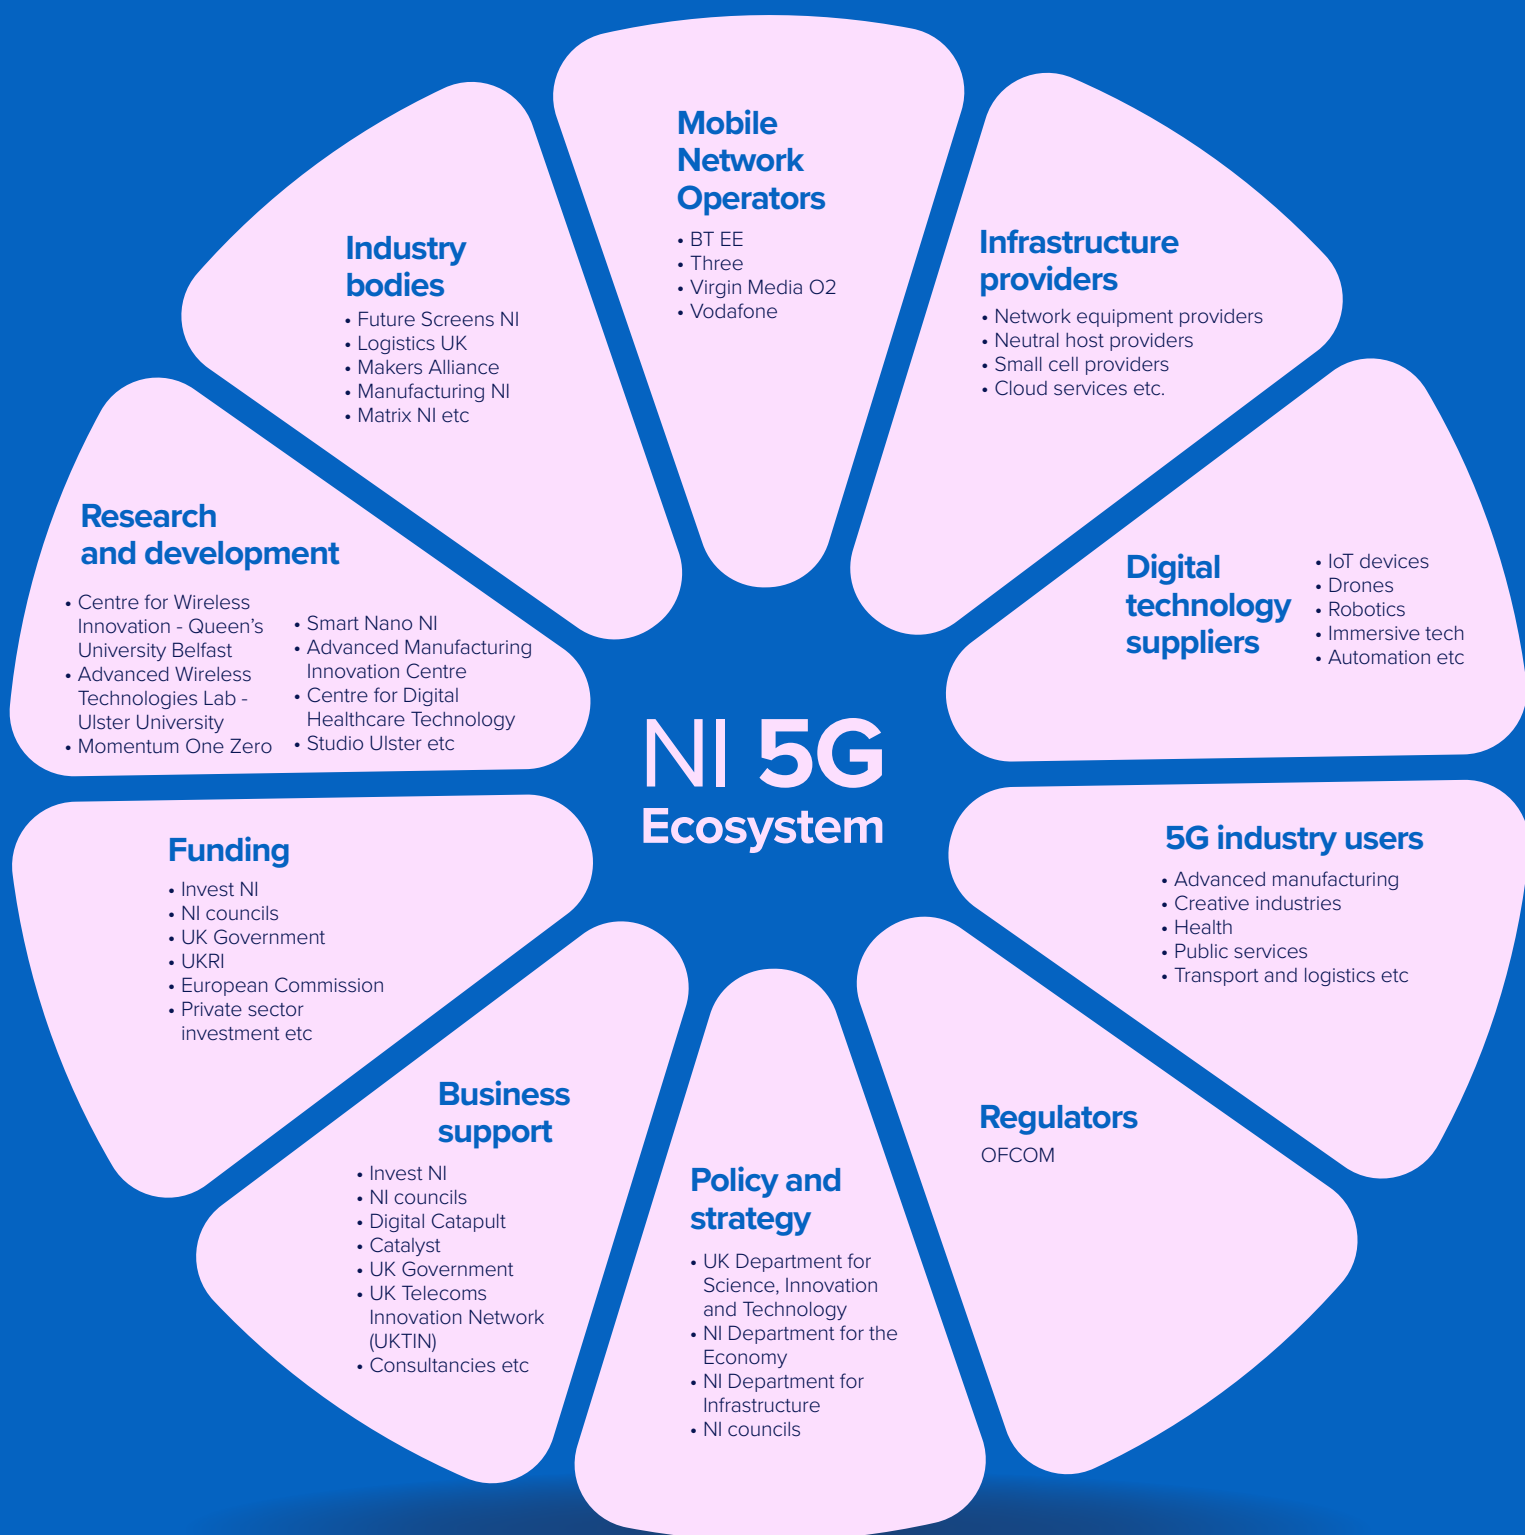 Mobile
Network
Operators
• BT EE
• Three
• Virgin Media O2
• Vodafone
Infrastructure
providers
• Network equipment providers
• Neutral host providers
• Small cell providers
• Cloud services etc.
Digital
technology
suppliers
• IoT devices
• Drones
• Robotics
• Immersive tech
• Automation etc
5G industry users
• Advanced manufacturing
• Creative industries
• Health
• Public services
• Transport and logistics etc
Regulators
OFCOM
Policy and
strategy
• UK Department for
Science, Innovation
and Technology
• NI Department for the
Economy
• NI Department for
Infrastructure
• NI councils
Business
support
• Invest NI
• NI councils
• Digital Catapult
• Catalyst
• UK Government
• UK Telecoms
Innovation Network
(UKTIN)
• Consultancies etc
Funding
• Invest NI
• NI councils
• UK Government
• UKRI
• European Commission
• Private sector
investment etc
Research
and development
• Centre for Wireless
Innovation - Queen's
University Belfast
• Advanced Wireless
Technologies Lab -
Ulster University
• Momentum One Zero
• Smart Nano NI
• Advanced Manufacturing
Innovation Centre
• Centre for Digital
Healthcare Technology
• Studio Ulster etc
Industry
bodies
• Future Screens NI
• Logistics UK
• Makers Alliance
• Manufacturing NI
• Matrix NI etc
NI 5G
Ecosystem